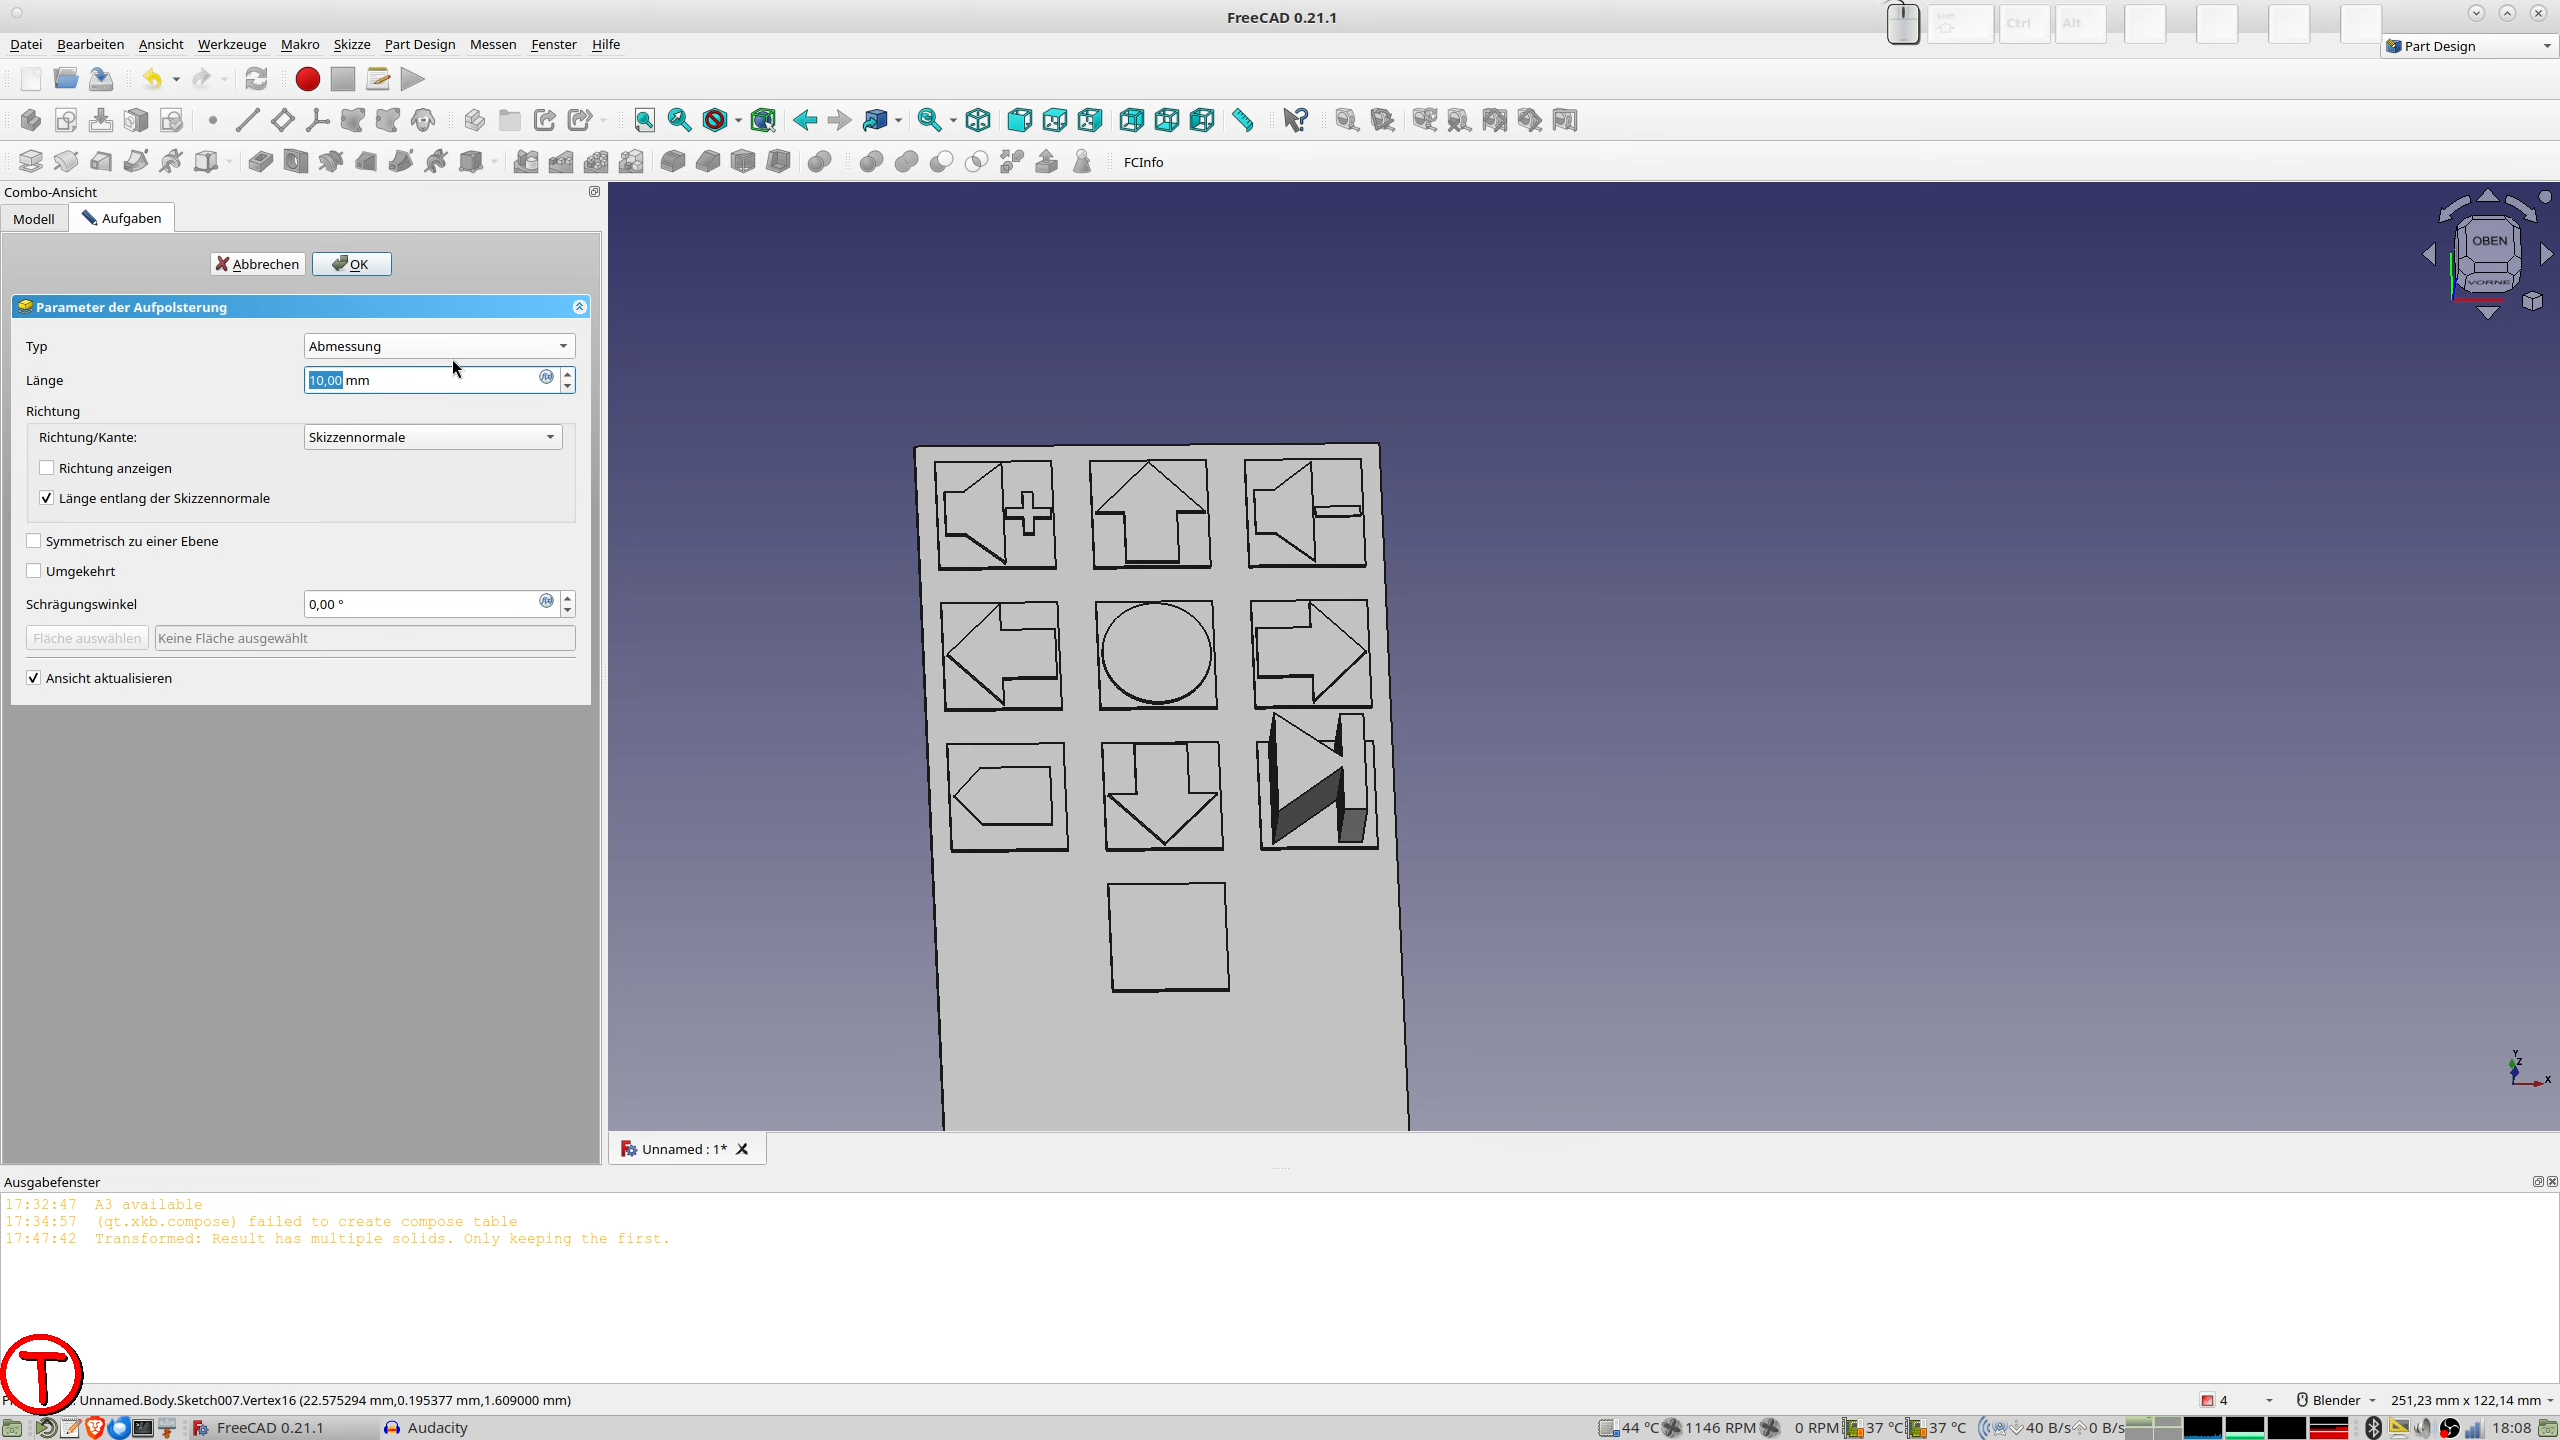 FreeCAD 0.21.1
Shift
Ctrl
Alt
Datei Bearbeiten Ansicht Werkzeuge Makro Skizze Part Design Messen Fenster Hilfe
Part Design
FCInfo
Combo-Ansicht
Modell
Aufgaben
OBEN
VORNE
Abbrechen
OK
Parameter der Aufpolsterung
Typ
Abmessung
Länge
10,00 mm
Richtung
Richtung/Kante:
Skizzennormale
Richtung anzeigen
Länge entlang der Skizzennormale
Symmetrisch zu einer Ebene
Umgekehrt
Schrägungswinkel
0,00 °
Fläche auswählen
Keine Fläche ausgewählt
Ansicht aktualisieren
Y
Z
X
Unnamed : 1*
Ausgabefenster
17:32:47 A3 available
17:34:57 (qt.xkb.compose) failed to create compose table
17:47:42 Transformed: Result has multiple solids. Only keeping the first.
T
Unnamed.Body.Sketch007.Vertex16 (22.575294 mm,0.195377 mm,1.609000 mm)
4
Blender
251,23 mm x 122,14 mm
FreeCAD 0.21.1
Audacity
44 °C
1146 RPM
0 RPM
37 °C
37 °C
40 B/s
0 B/s
18:08